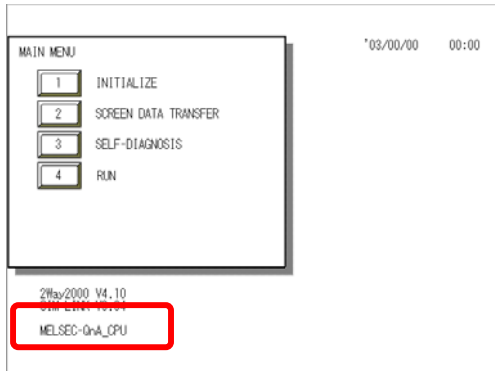 '03/00/00 00:00
MAIN MENU
1 INITIALIZE
2 SCREEN DATA TRANSFER
3 SELF-DIAGNOSIS
4 RUN
2Way2000 V4.10
MELSEC-QnA_CPU